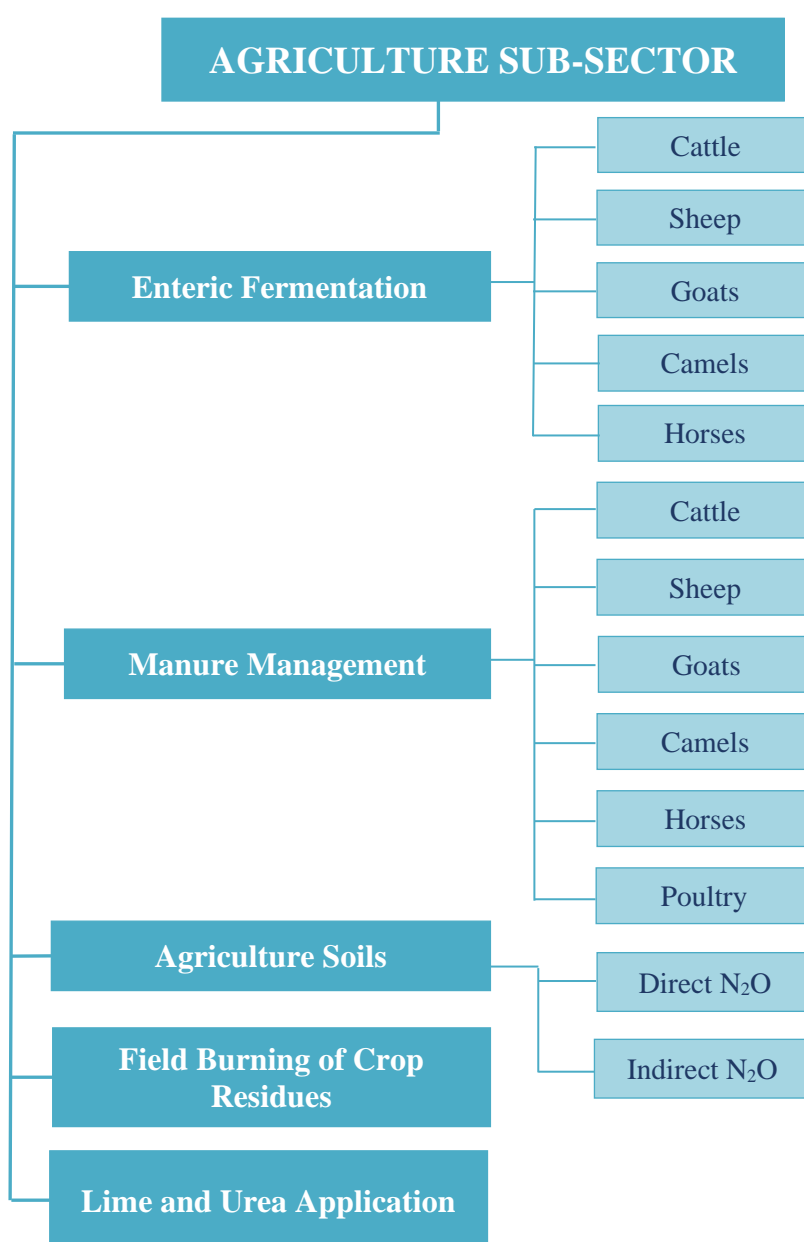 AGRICULTURE SUB-SECTOR
Enteric Fermentation
Cattle
Sheep
Goats
Camels
Horses
Manure Management
Cattle
Sheep
Goats
Camels
Horses
Poultry
Agriculture Soils
Direct N₂O
Indirect N₂O
Field Burning of Crop
Residues
Lime and Urea Application